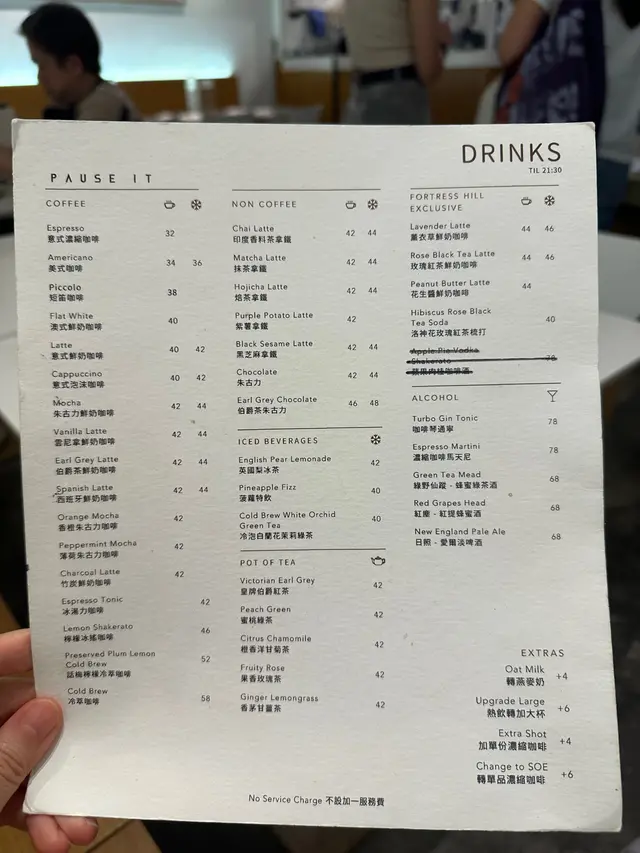 DRINKS
TIL 21:30
PAUSE IT
COFFEE
Espresso 32
意式濃縮咖啡
Americano 34 36
美式咖啡
Piccolo 38
短笛咖啡
Flat White 40
澳式鮮奶咖啡
Latte 40 42
意式鮮奶咖啡
Cappuccino 40 42
意式泡沫咖啡
Mocha 42 44
朱古力鮮奶咖啡
Vanilla Latte 42 44
雲尼拿鮮奶咖啡
Earl Grey Latte 42 44
伯爵茶鮮奶咖啡
Spanish Latte 42 44
西班牙鮮奶咖啡
Orange Mocha 42
香橙朱古力咖啡
Peppermint Mocha 42
薄荷朱古力咖啡
Charcoal Latte 42
竹炭鮮奶咖啡
Espresso Tonic 42
冰湯力咖啡
Lemon Shakerato 46
檸檬冰搖咖啡
Preserved Plum Lemon
Cold Brew 52
話梅檸檬冷萃咖啡
Cold Brew 58
冷萃咖啡
NON COFFEE
Chai Latte 42 44
印度香料茶拿鐵
Matcha Latte 42 44
抹茶拿鐵
Hojicha Latte 42 44
焙茶拿鐵
Purple Potato Latte 42
紫薯拿鐵
Black Sesame Latte 42 44
黑芝麻拿鐵
Chocolate 42 44
朱古力
Earl Grey Chocolate 46 48
伯爵茶朱古力
ICED BEVERAGES
English Pear Lemonade 42
英國梨冰茶
Pineapple Fizz 40
菠蘿特飲
Cold Brew White Orchid 40
Green Tea
冷泡白蘭花茉莉綠茶
POT OF TEA
Victorian Earl Grey 42
皇牌伯爵紅茶
Peach Green 42
蜜桃綠茶
Citrus Chamomile 42
橙香洋甘菊茶
Fruity Rose 42
果香玫瑰茶
Ginger Lemongrass 42
香茅甘薑茶
FORTRESS HILL
EXCLUSIVE
Lavender Latte 44 46
薰衣草鮮奶咖啡
Rose Black Tea Latte 44 46
玫瑰紅茶鮮奶咖啡
Peanut Butter Latte 44
花生醬鮮奶咖啡
Hibiscus Rose Black
Tea Soda 40
洛神花玫瑰紅茶梳打
Apple Pie Vodka
Shakerato 78
蘋果肉桂咖啡酒
ALCOHOL
Turbo Gin Tonic 78
咖啡琴通寧
Espresso Martini 78
濃縮咖啡馬天尼
Green Tea Mead 68
綠野仙蹤 - 蜂蜜綠茶酒
Red Grapes Head 68
紅塵 - 紅提蜂蜜酒
New England Pale Ale 68
日照 - 愛爾淡啤酒
EXTRAS
Oat Milk +4
轉燕麥奶
Upgrade Large +6
熱飲轉加大杯
Extra Shot +4
加單份濃縮咖啡
Change to SOE +6
轉單品濃縮咖啡
No Service Charge 不設加一服務費